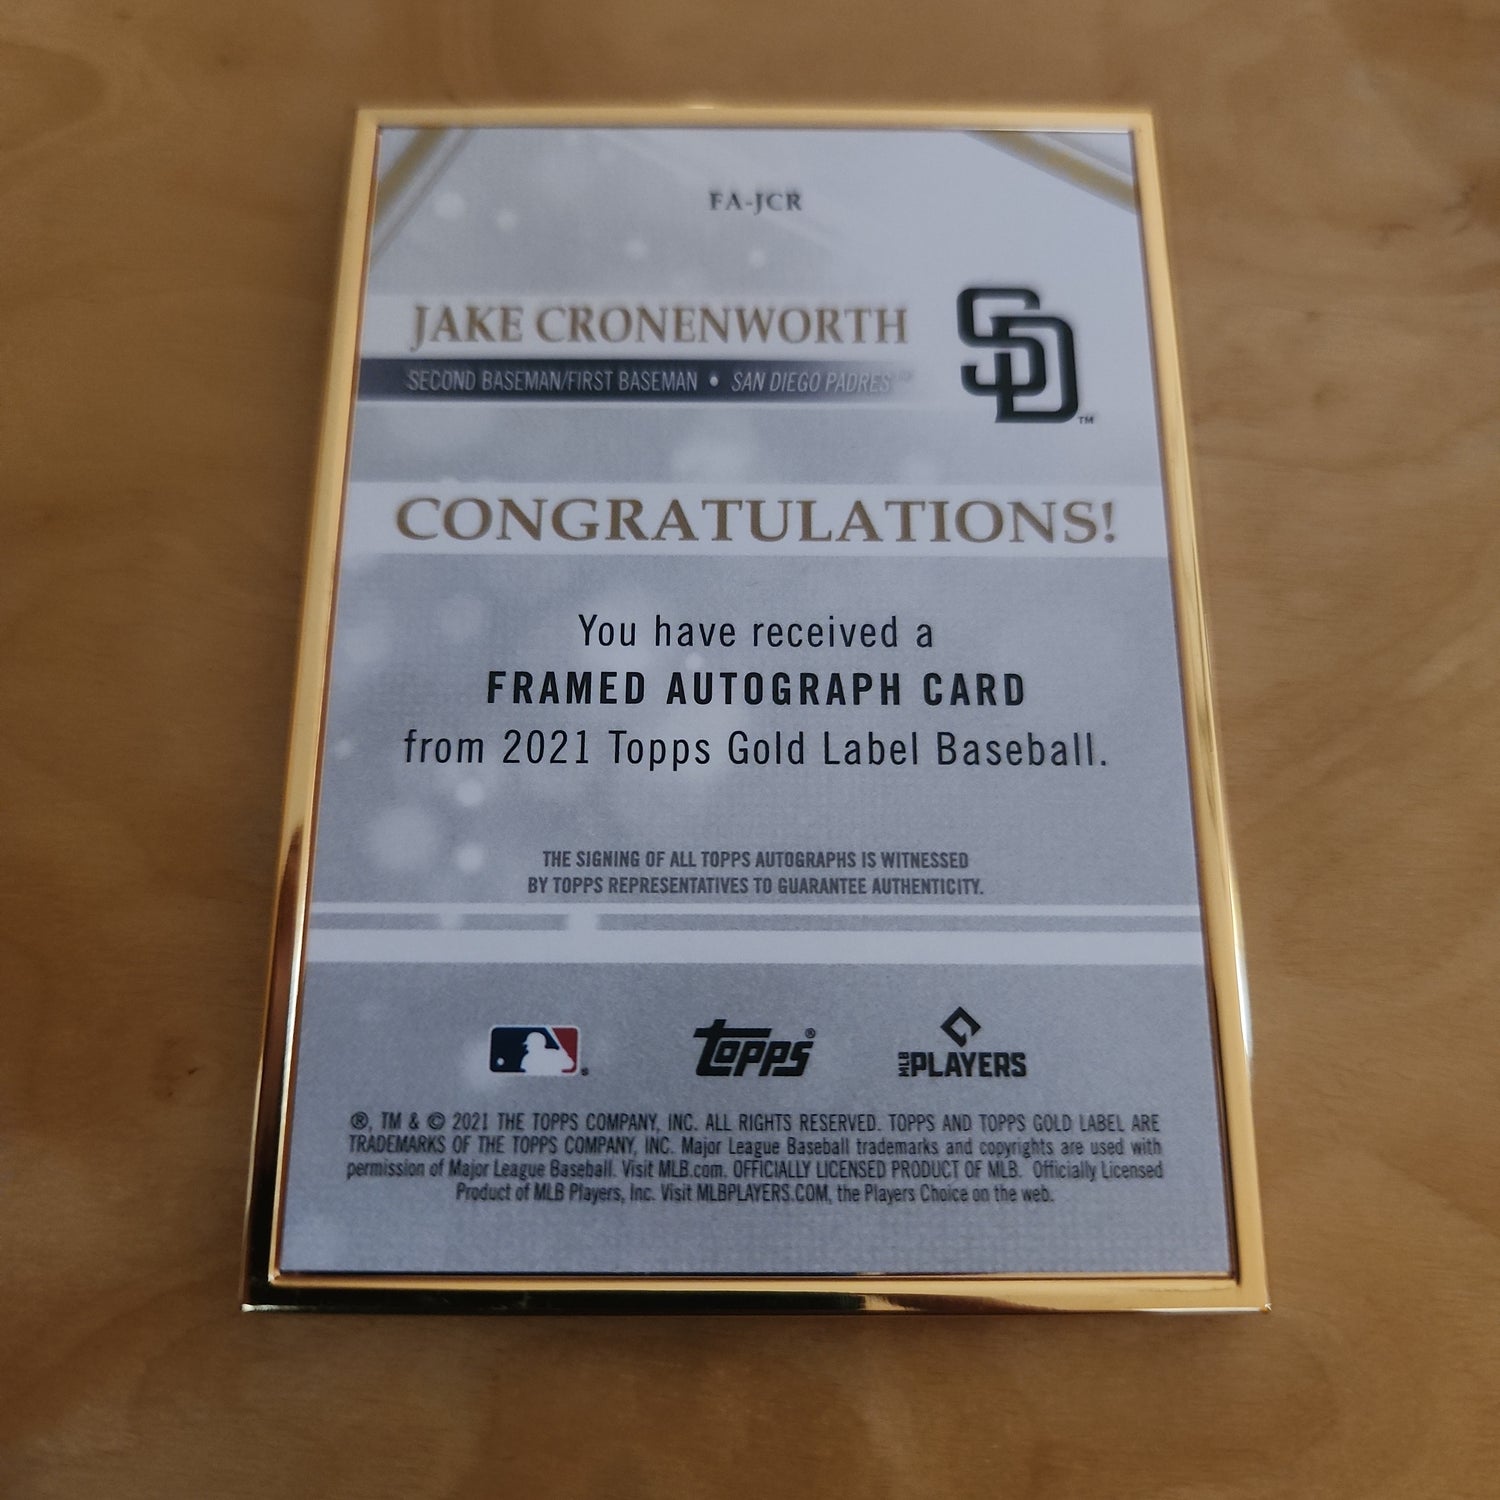 FA-JCR
JAKE CRONENWORTH
SD™
SECOND BASEMAN/FIRST BASEMAN • SAN DIEGO PADRES™
CONGRATULATIONS!
You have received a
FRAMED AUTOGRAPH CARD
from 2021 Topps Gold Label Baseball.
THE SIGNING OF ALL TOPPS AUTOGRAPHS IS WITNESSED
BY TOPPS REPRESENTATIVES TO GUARANTEE AUTHENTICITY.
®
topps®
MLB PLAYERS
®, TM & © 2021 THE TOPPS COMPANY, INC. ALL RIGHTS RESERVED. TOPPS AND TOPPS GOLD LABEL ARE
TRADEMARKS OF THE TOPPS COMPANY, INC. Major League Baseball trademarks and copyrights are used with
permission of Major League Baseball. Visit MLB.com. OFFICIALLY LICENSED PRODUCT OF MLB. Officially Licensed
Product of MLB Players, Inc. Visit MLBPLAYERS.COM, the Players Choice on the web.